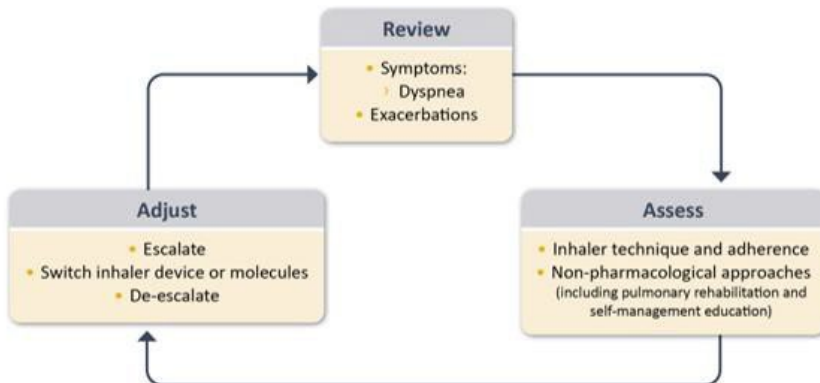 Review
• Symptoms:
› Dyspnea
• Exacerbations
Assess
• Inhaler technique and adherence
• Non-pharmacological approaches
(including pulmonary rehabilitation and
self-management education)
Adjust
• Escalate
• Switch inhaler device or molecules
• De-escalate